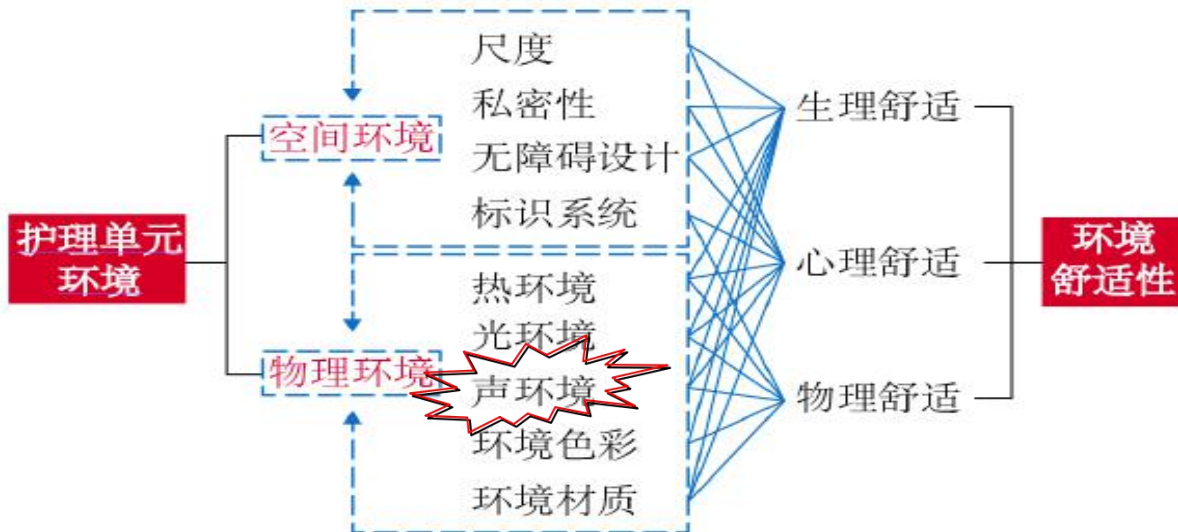 尺度
私密性
无障碍设计
标识系统
空间环境
护理单元
环境
热环境
光环境
声环境
环境色彩
环境材质
物理环境
生理舒适
心理舒适
物理舒适
环境
舒适性